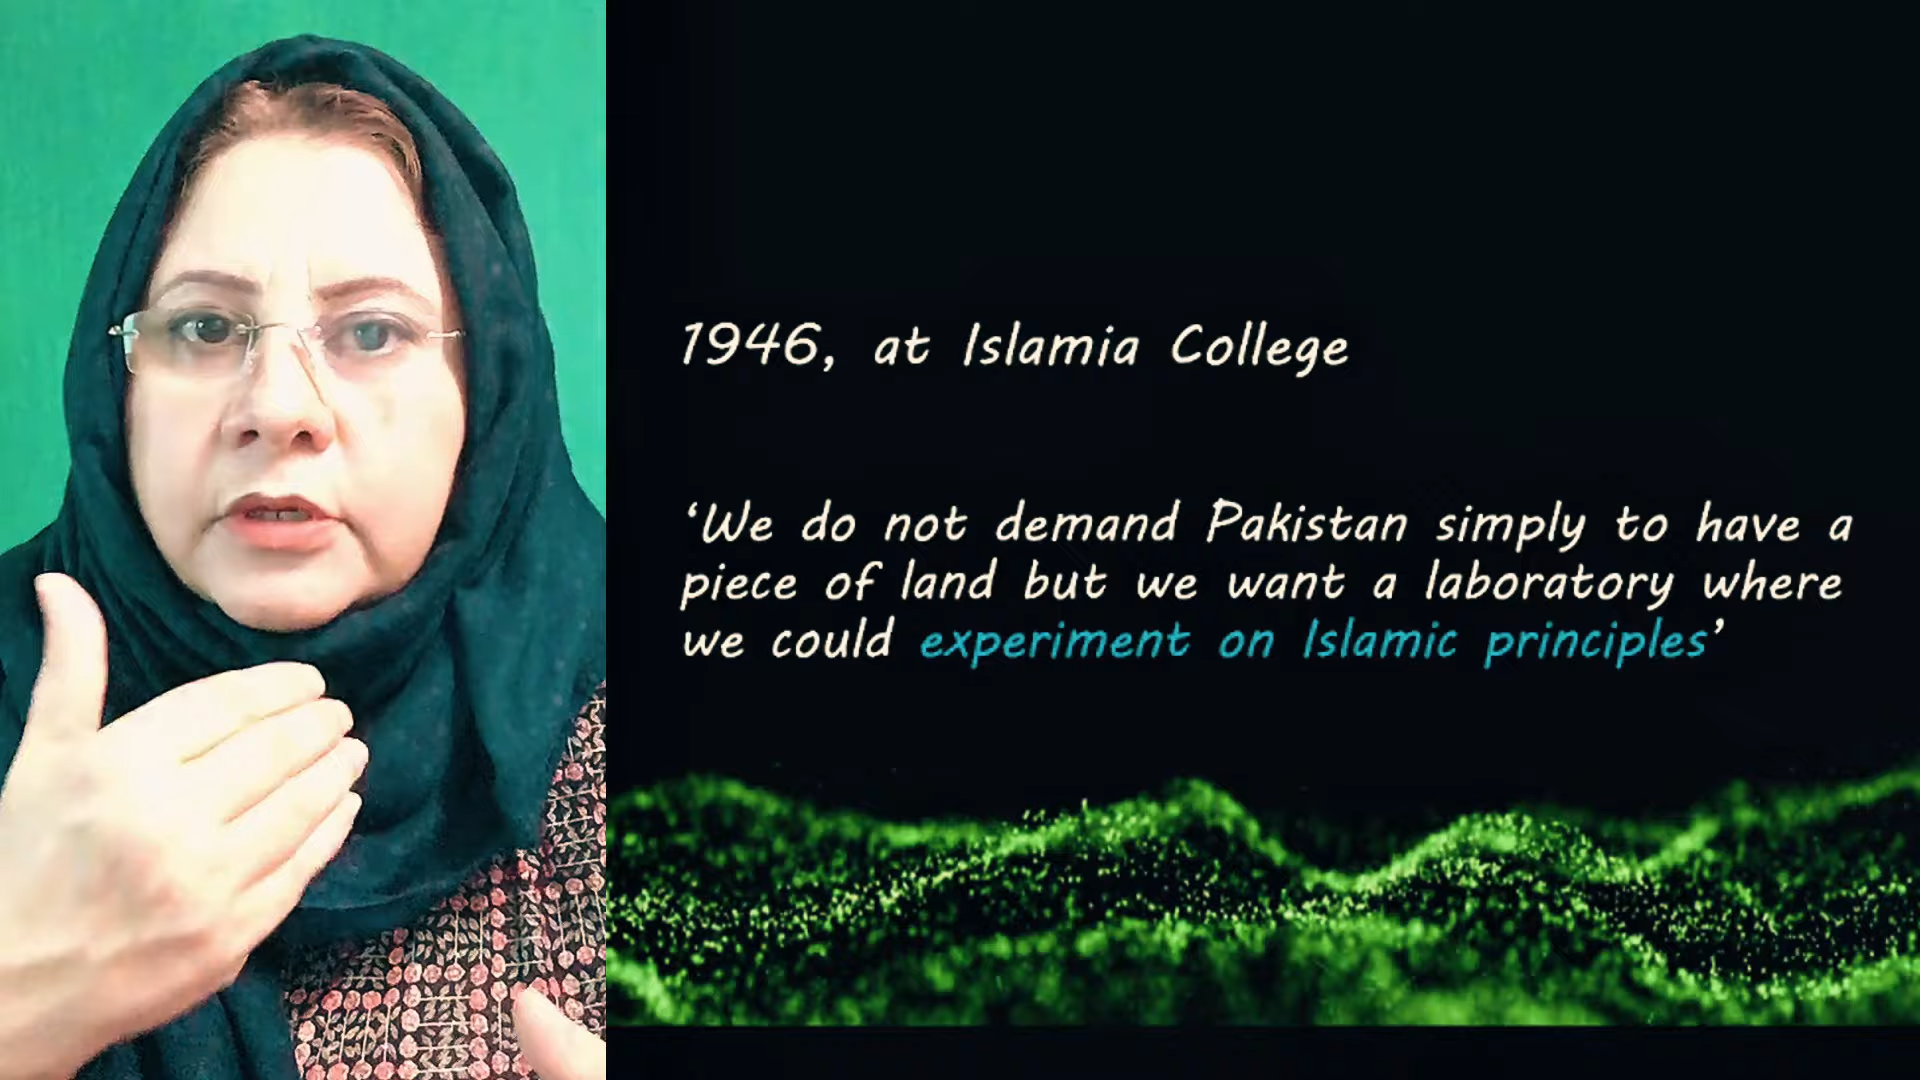 1946, at Islamia College
‘We do not demand Pakistan simply to have a
piece of land but we want a laboratory where
we could experiment on Islamic principles’